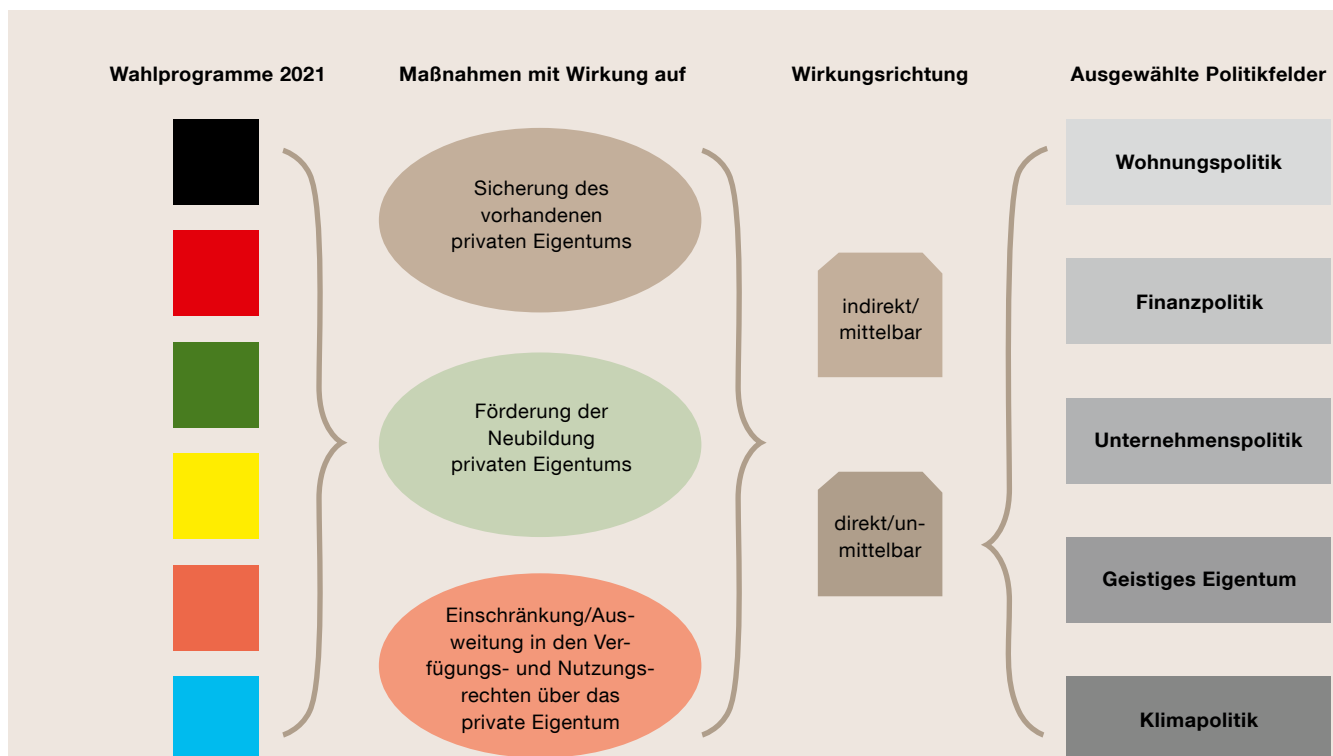 Wahlprogramme 2021
Maßnahmen mit Wirkung auf
Wirkungsrichtung
Ausgewählte Politikfelder
Sicherung des
vorhandenen
privaten Eigentums
Förderung der
Neubildung
privaten Eigentums
Einschränkung/Aus-
weitung in den Ver-
fügungs- und Nutzungs-
rechten über das
private Eigentum
indirekt/
mittelbar
direkt/un-
mittelbar
Wohnungspolitik
Finanzpolitik
Unternehmenspolitik
Geistiges Eigentum
Klimapolitik